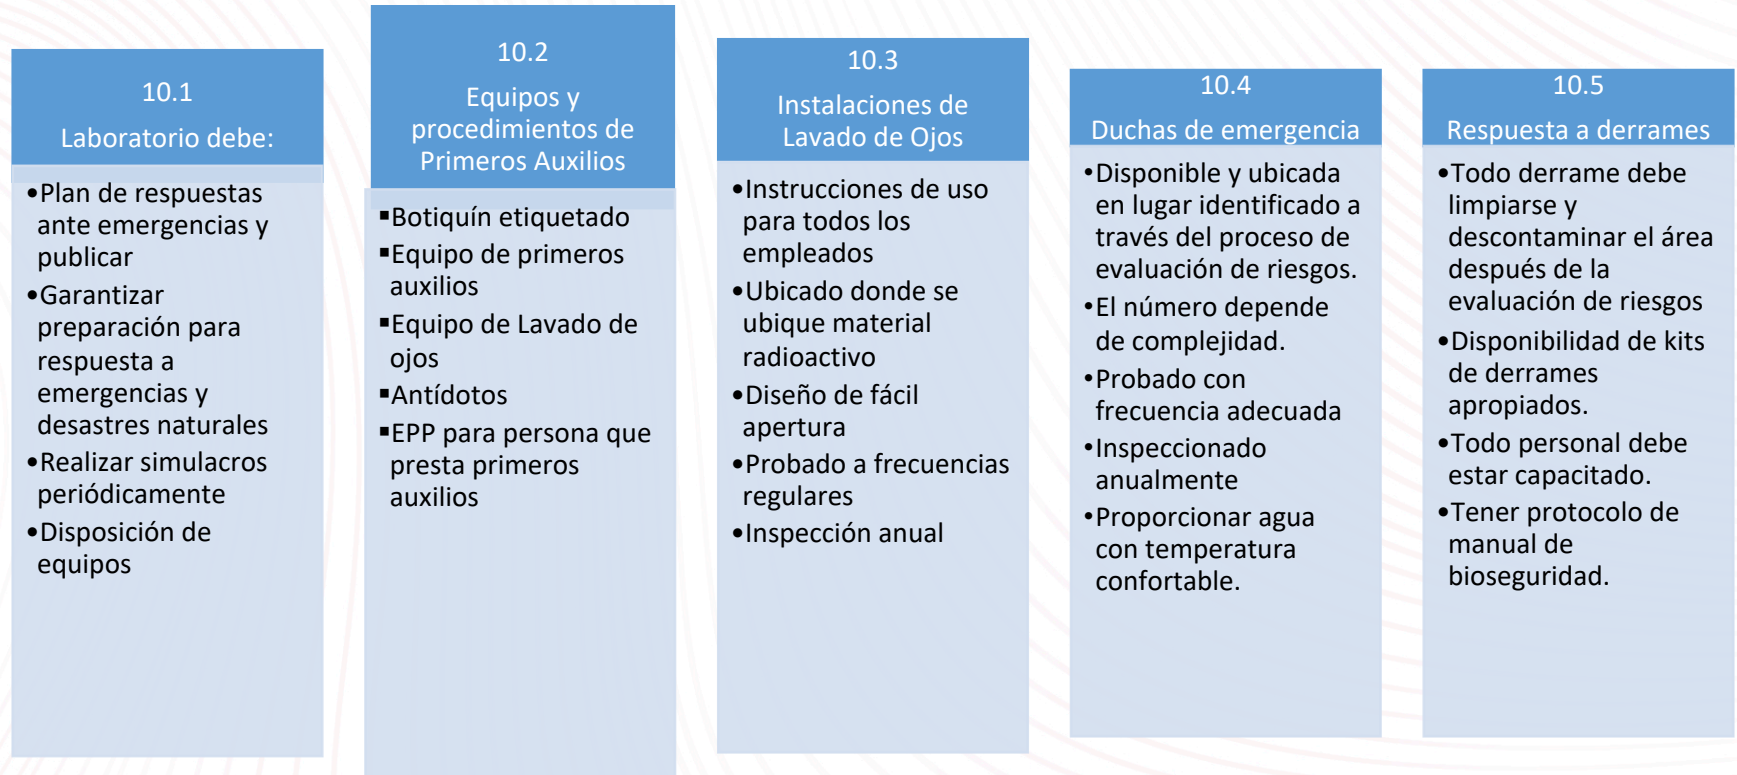 10.1
Laboratorio debe:
•Plan de respuestas
ante emergencias y
publicar
•Garantizar
preparación para
respuesta a
emergencias y
desastres naturales
•Realizar simulacros
periódicamente
•Disposición de
equipos
10.2
Equipos y
procedimientos de
Primeros Auxilios
▪Botiquín etiquetado
▪Equipo de primeros
auxilios
▪Equipo de Lavado de
ojos
▪Antídotos
▪EPP para persona que
presta primeros
auxilios
10.3
Instalaciones de
Lavado de Ojos
•Instrucciones de uso
para todos los
empleados
•Ubicado donde se
ubique material
radioactivo
•Diseño de fácil
apertura
•Probado a frecuencias
regulares
•Inspección anual
10.4
Duchas de emergencia
•Disponible y ubicada
en lugar identificado a
través del proceso de
evaluación de riesgos.
•El número depende
de complejidad.
•Probado con
frecuencia adecuada
•Inspeccionado
anualmente
•Proporcionar agua
con temperatura
confortable.
10.5
Respuesta a derrames
•Todo derrame debe
limpiarse y
descontaminar el área
después de la
evaluación de riesgos
•Disponibilidad de kits
de derrames
apropiados.
•Todo personal debe
estar capacitado.
•Tener protocolo de
manual de
bioseguridad.